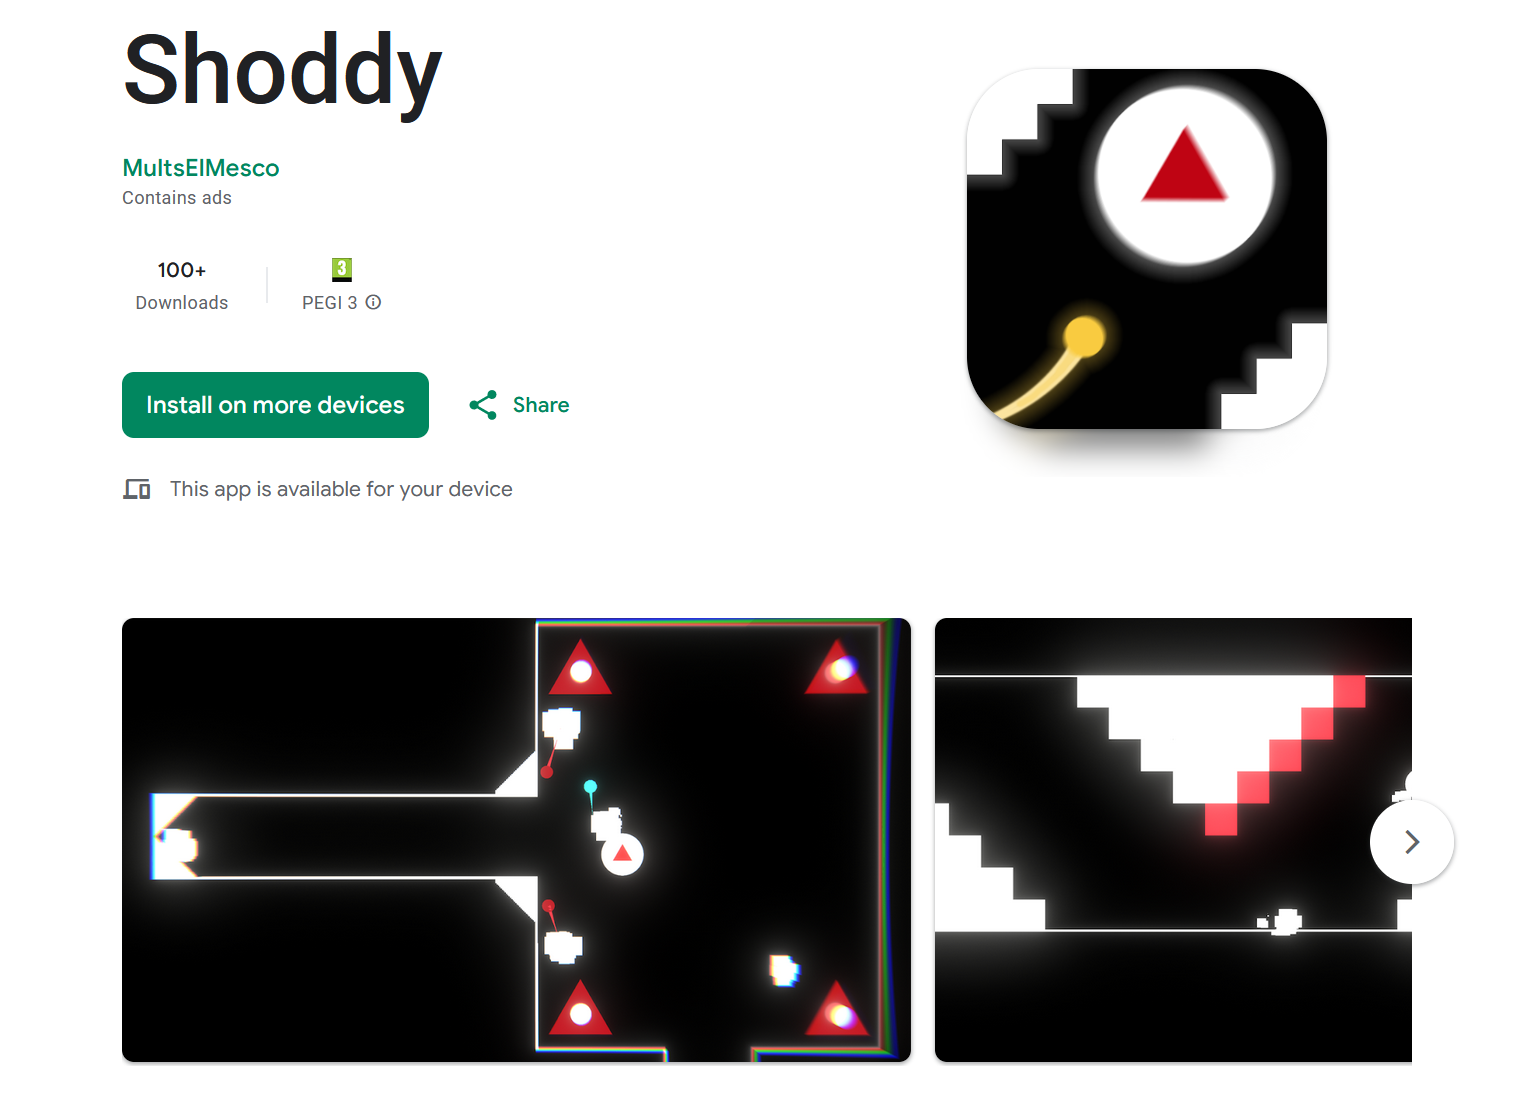 Shoddy
MultsElMesco
Contains ads
100+
Downloads
3
PEGI 3
Install on more devices
Share
This app is available for your device